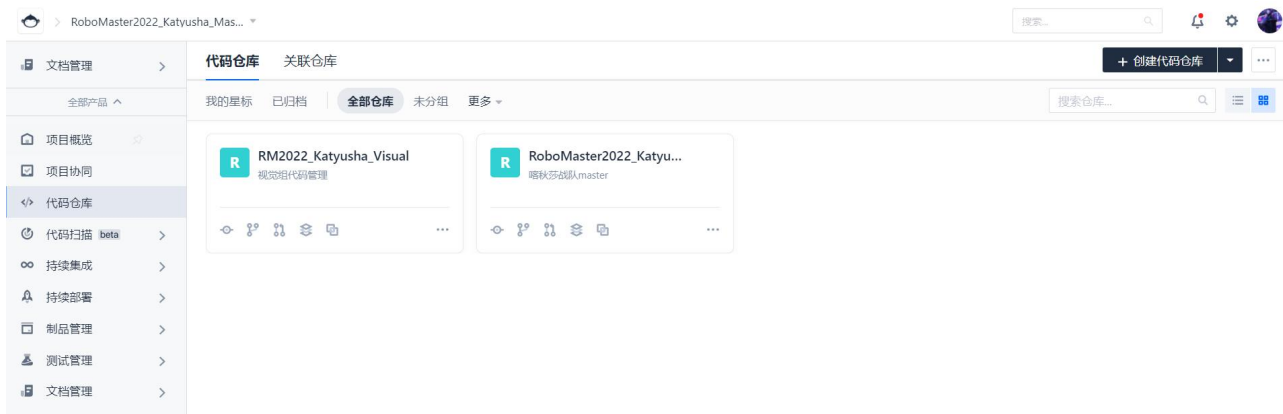 RoboMaster2022_Katyusha_Mas...
搜索...
文档管理
代码仓库 关联仓库
+ 创建代码仓库
全部产品
我的星标 已归档 全部仓库 未分组 更多
搜索仓库...
项目概览
项目协同
代码仓库
代码扫描 beta
持续集成
持续部署
制品管理
测试管理
文档管理
R
RM2022_Katyusha_Visual
视觉组代码管理
R
RoboMaster2022_Katyu...
喀秋莎战队master